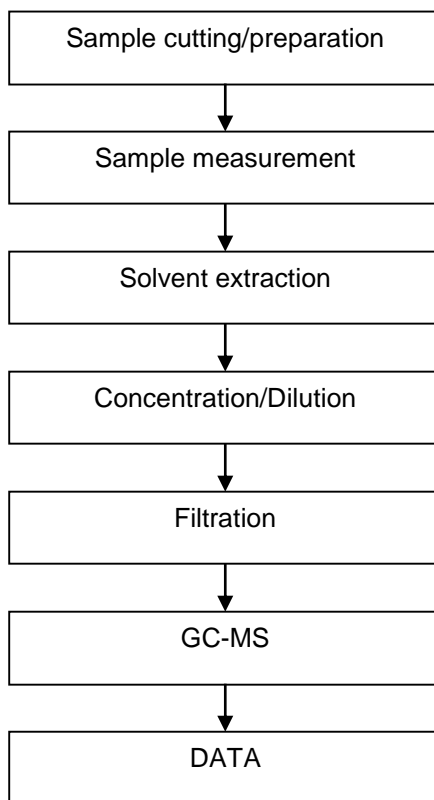 Sample cutting/preparation
Sample measurement
Solvent extraction
Concentration/Dilution
Filtration
GC-MS
DATA